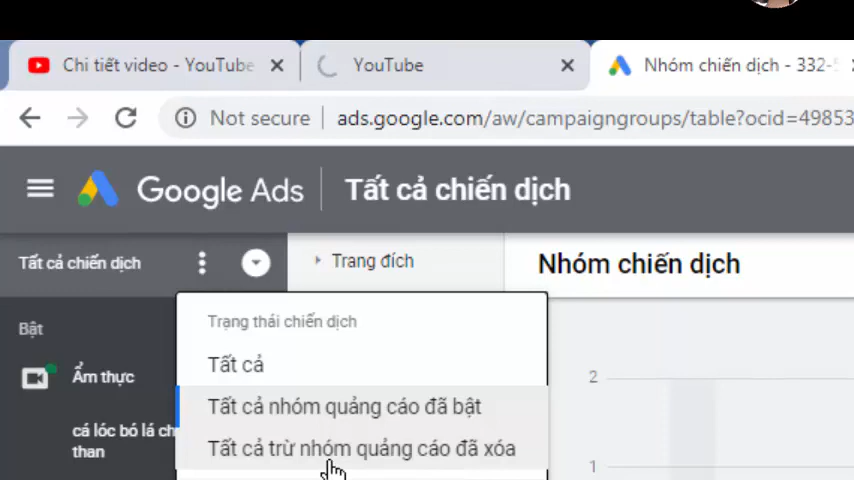 Chi tiết video - YouTube
YouTube
Nhóm chiến dịch - 332-
Not secure
ads.google.com/aw/campaigngroups/table?ocid=49853
Google Ads
Tất cả chiến dịch
Tất cả chiến dịch
Trang đích
Nhóm chiến dịch
Trạng thái chiến dịch
Bật
Tất cả
Ẩm thực
Tất cả nhóm quảng cáo đã bật
cá lóc bó lá ch
than
Tất cả trừ nhóm quảng cáo đã xóa
2
1